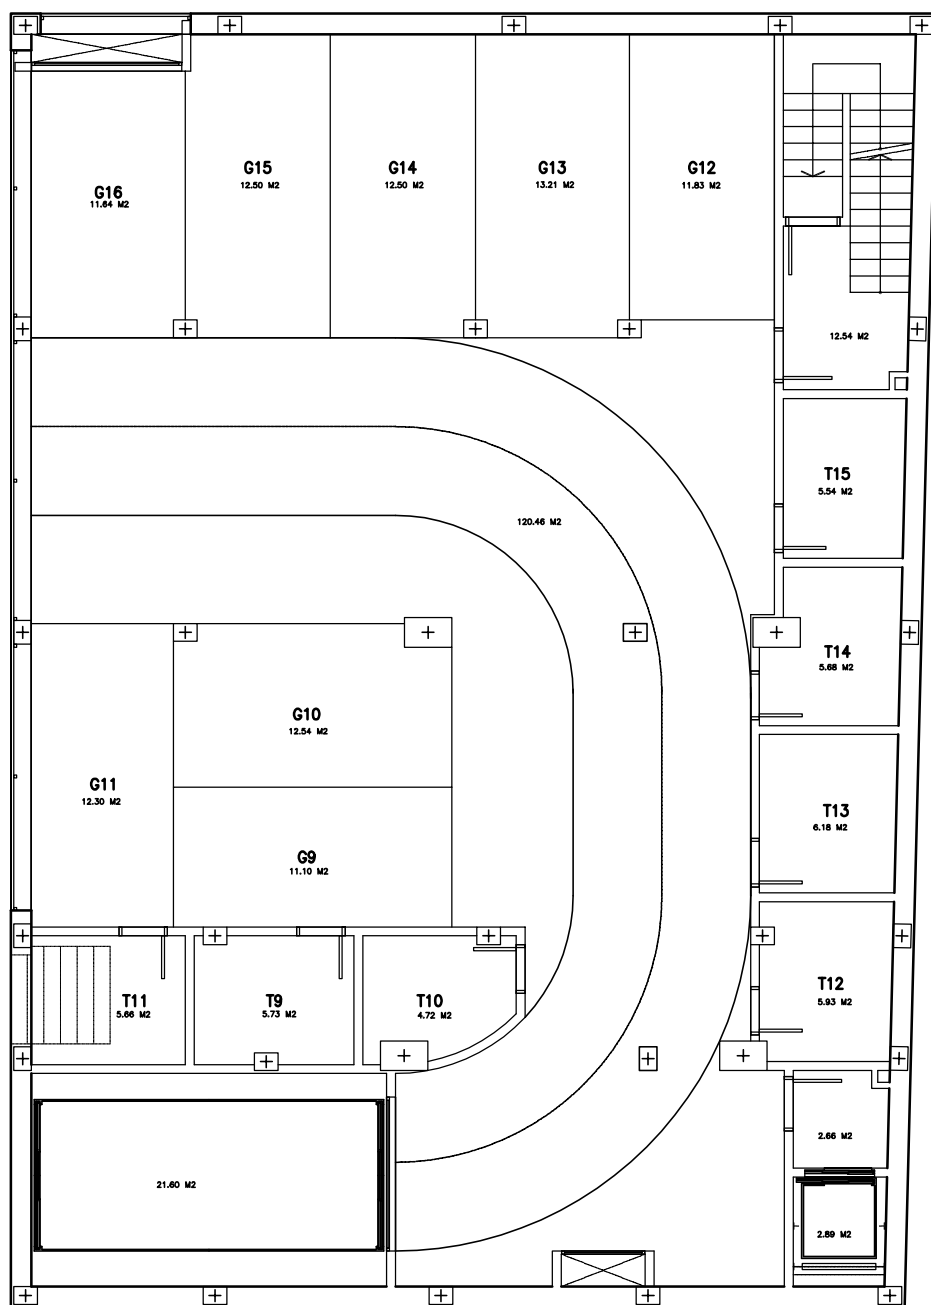 G15
12.50 M2
G14
12.50 M2
G13
13.21 M2
G12
11.83 M2
G16
11.64 M2
12.54 M2
T15
5.54 M2
120.46 M2
T14
5.68 M2
G10
12.54 M2
G11
12.30 M2
T13
6.18 M2
G9
11.10 M2
T12
5.93 M2
T11
5.66 M2
T9
5.73 M2
T10
4.72 M2
2.66 M2
21.60 M2
2.89 M2